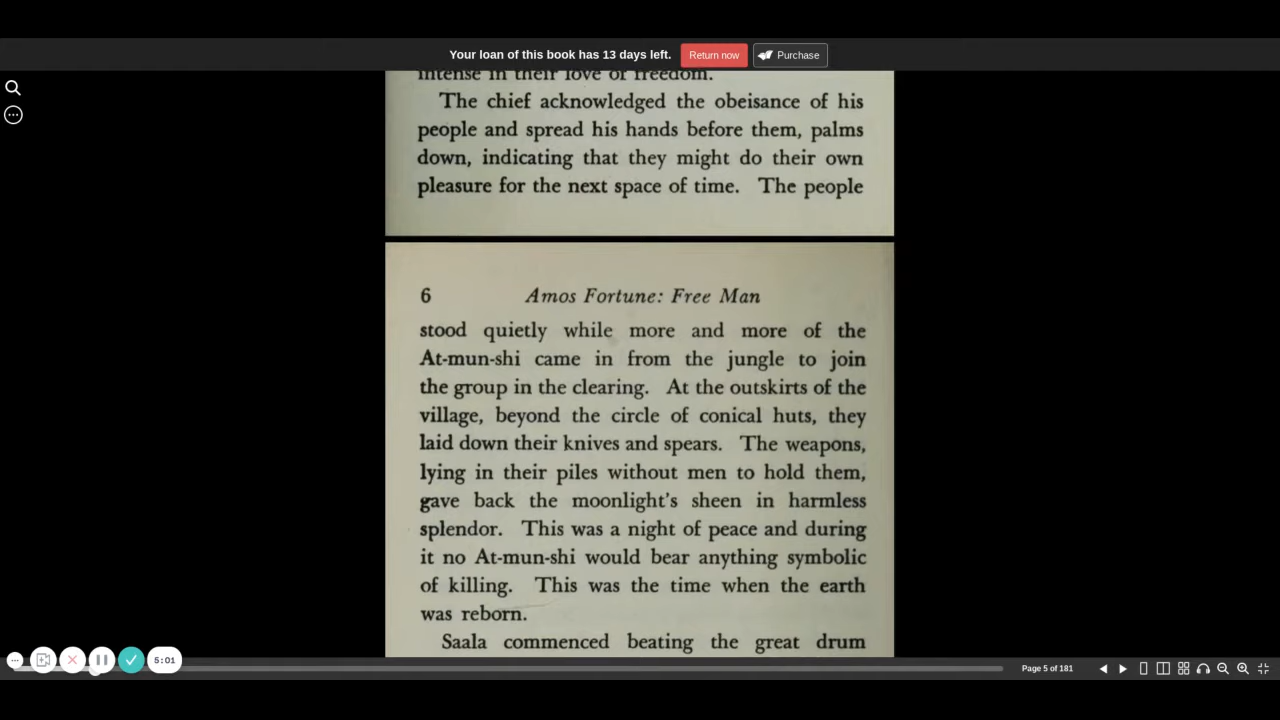 Your loan of this book has 13 days left. Return now Purchase
intense in their love of freedom.
The chief acknowledged the obeisance of his
people and spread his hands before them, palms
down, indicating that they might do their own
pleasure for the next space of time. The people
6 Amos Fortune: Free Man
stood quietly while more and more of the
At-mun-shi came in from the jungle to join
the group in the clearing. At the outskirts of the
village, beyond the circle of conical huts, they
laid down their knives and spears. The weapons,
lying in their piles without men to hold them,
gave back the moonlight's sheen in harmless
splendor. This was a night of peace and during
it no At-mun-shi would bear anything symbolic
of killing. This was the time when the earth
was reborn.
Saala commenced beating the great drum
5:01
Page 5 of 181